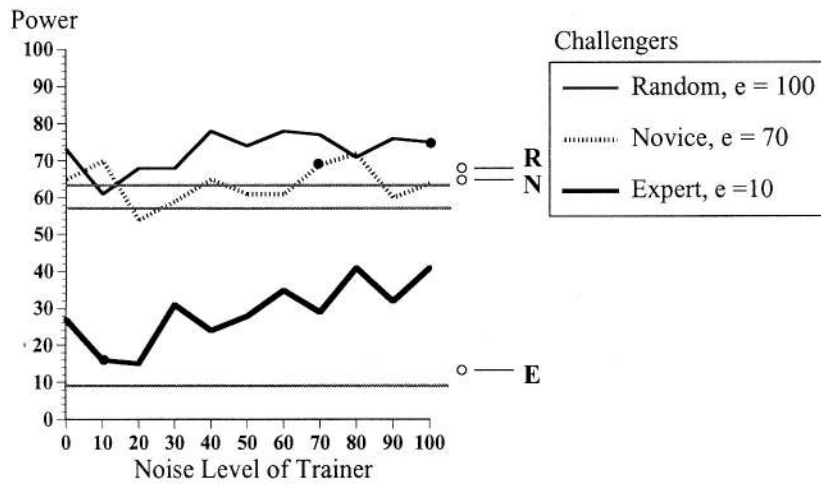 Power
100
90
80
70
60
50
40
30
20
10
0
0 10 20 30 40 50 60 70 80 90 100
Noise Level of Trainer
R
N
E
Challengers
Random, e = 100
Novice, e = 70
Expert, e =10